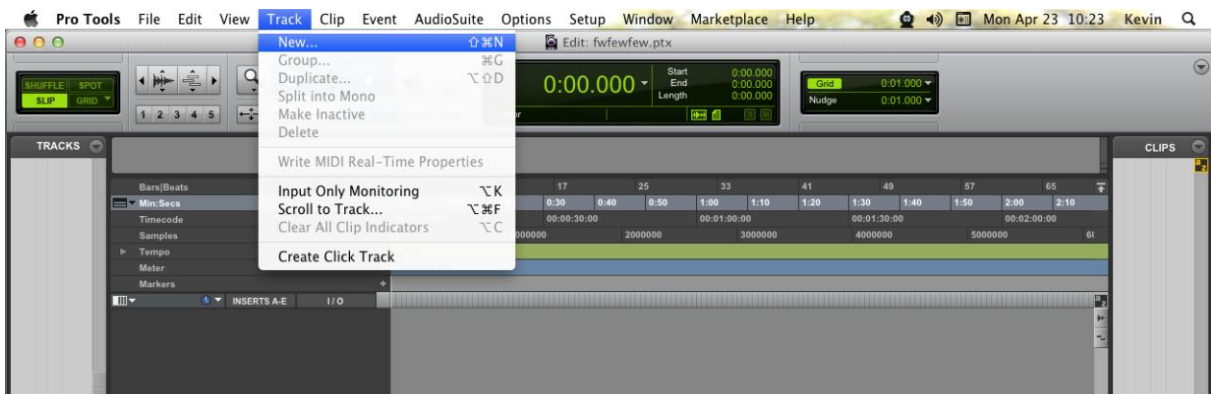 Pro Tools File Edit View Track Clip Event AudioSuite Options Setup Window Marketplace Help Mon Apr 23 10:23 Kevin
Edit: fwfewfew.ptx
New... ⇧⌘N
Group... ⌘G
Duplicate... ⌥⇧D
Split into Mono
Make Inactive
Delete
Write MIDI Real-Time Properties
Input Only Monitoring ⌥K
Scroll to Track... ⌥⌘F
Clear All Clip Indicators ⌥C
Create Click Track
SHUFFLE SPOT
SLIP GRID
1 2 3 4 5
0:00.000
Start 0:00.000
End 0:00.000
Length 0:00.000
Grid 0:01.000
Nudge 0:01.000
TRACKS
CLIPS
Bars|Beats 17 25 33 41 49 57 65
Min:Secs 0:30 0:40 0:50 1:00 1:10 1:20 1:30 1:40 1:50 2:00 2:10
Timecode 00:00:30:00 00:01:00:00 00:01:30:00 00:02:00:00
Samples 2000000 3000000 4000000 5000000
Tempo
Meter
Markers
INSERTS A-E I / O